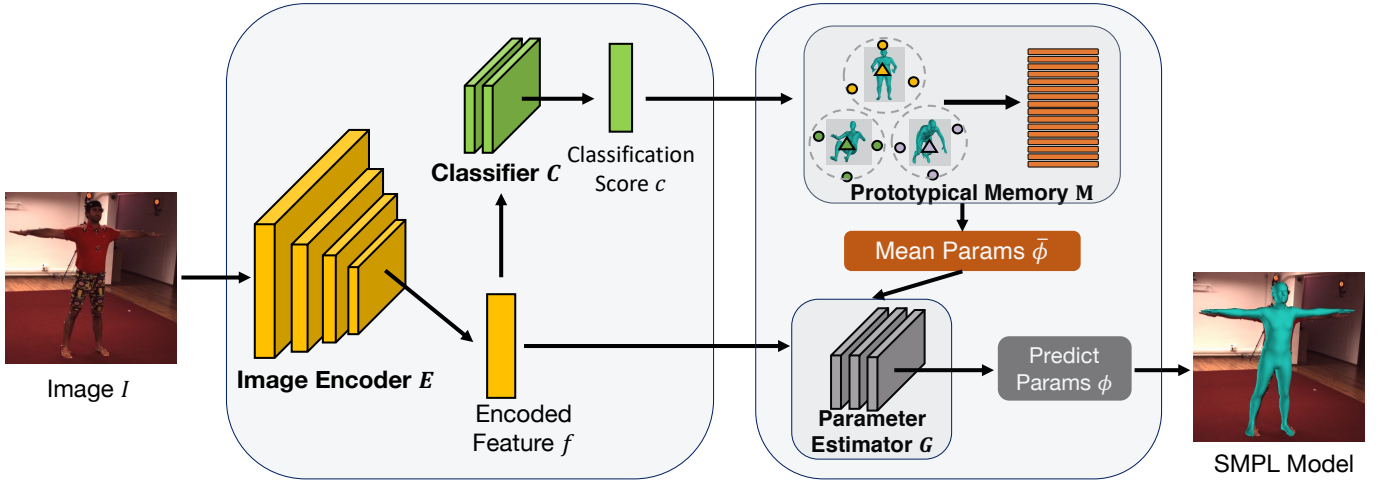 Image I
Image Encoder E
Classifier C
Classification
Score c
Encoded
Feature f
Prototypical Memory M
Mean Params ϕ̄
Parameter
Estimator G
Predict
Params ϕ
SMPL Model